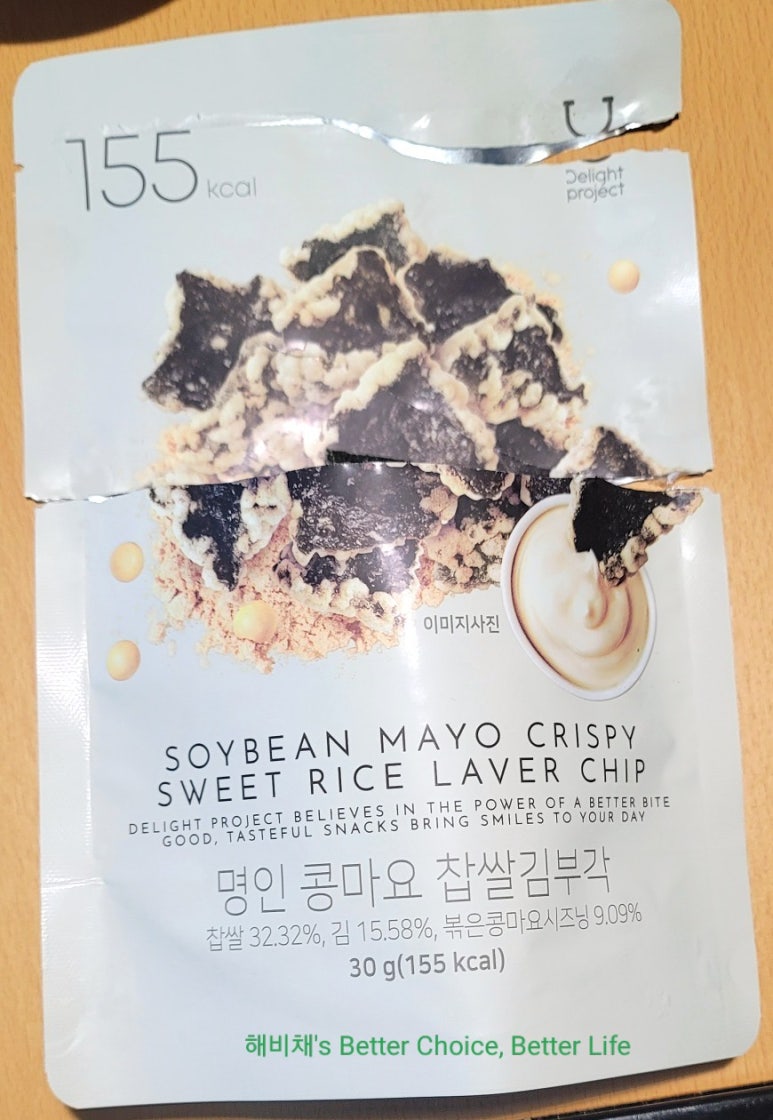 155 kcal
Delight
project
이미지사진
SOYBEAN MAYO CRISPY
SWEET RICE LAVER CHIP
DELIGHT PROJECT BELIEVES IN THE POWER OF A BETTER BITE
GOOD, TASTEFUL SNACKS BRING SMILES TO YOUR DAY
명인 콩마요 찹쌀김부각
찹쌀 32.32%, 김 15.58%, 볶은콩마요시즈닝 9.09%
30 g(155 kcal)
해비채's Better Choice, Better Life